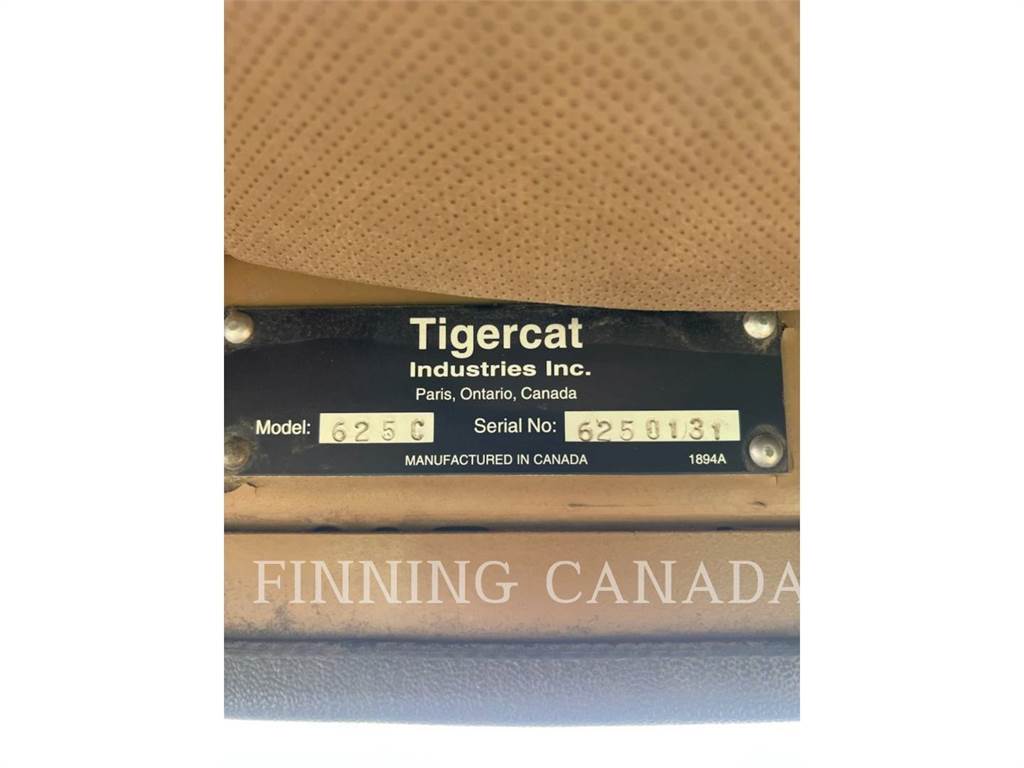 Tigercat
Industries Inc.
Paris, Ontario, Canada
Model: 625C Serial No: 6250131
MANUFACTURED IN CANADA 1894A
FINNING CANADA